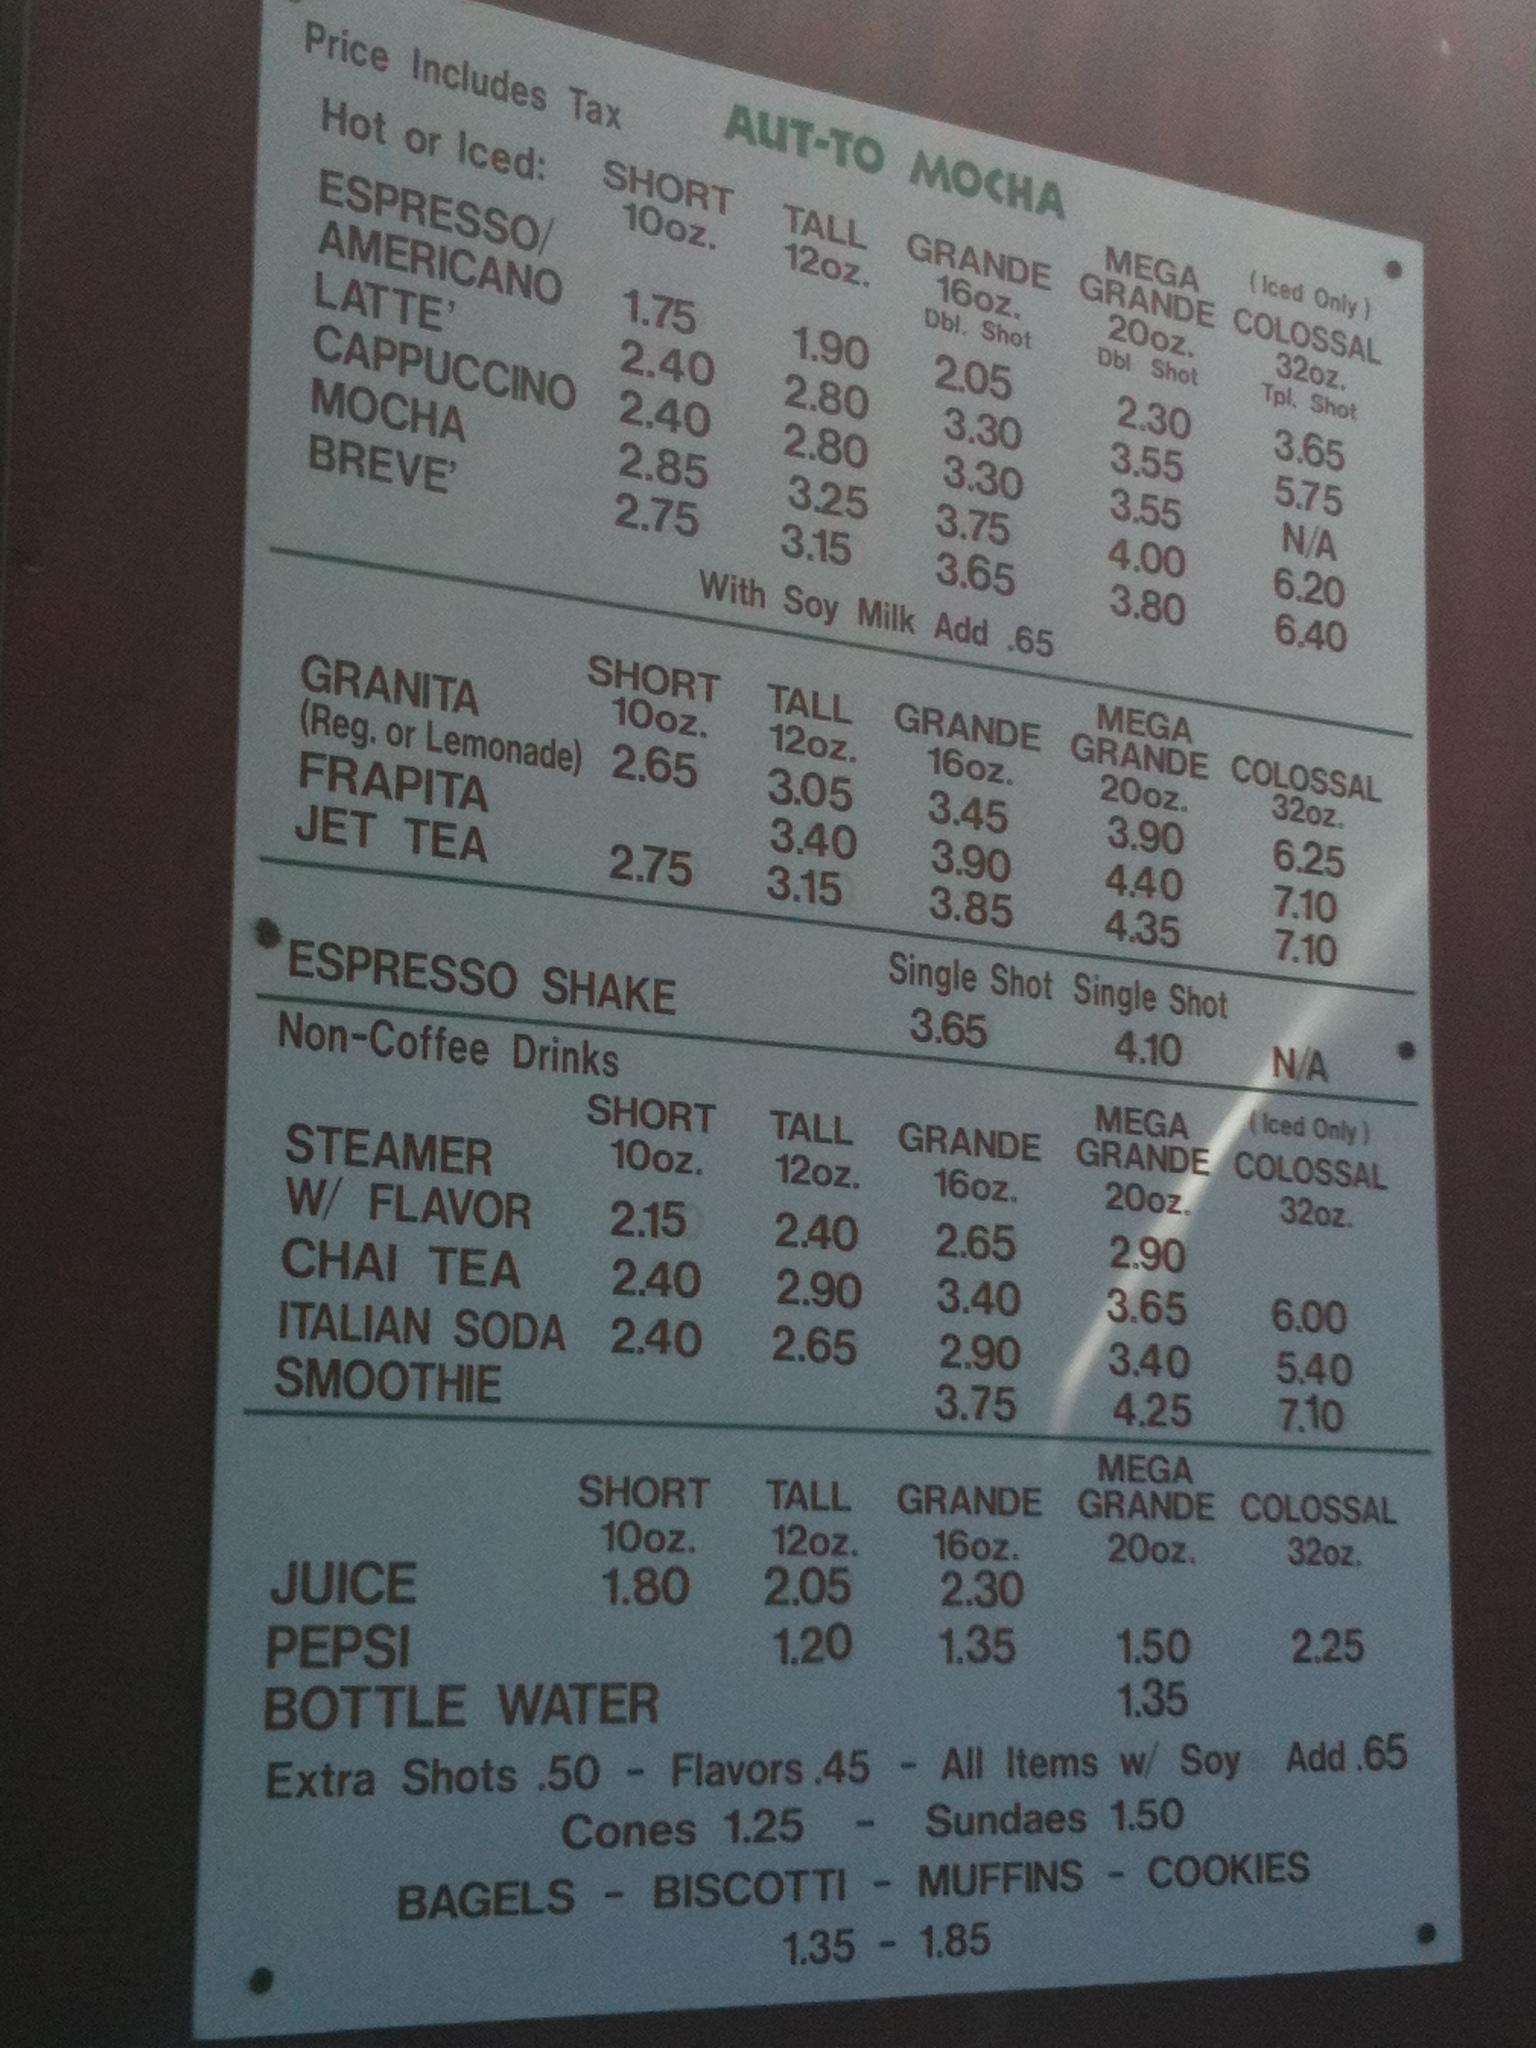 Price Includes Tax
AUT-TO MOCHA
Hot or Iced: SHORT 10oz. TALL 12oz. GRANDE 16oz. Dbl. Shot MEGA GRANDE 20oz. Dbl Shot (Iced Only) COLOSSAL 32oz. Tpl. Shot
ESPRESSO/
AMERICANO 1.75 1.90 2.05 2.30 3.65
LATTE' 2.40 2.80 3.30 3.55 5.75
CAPPUCCINO 2.40 2.80 3.30 3.55 N/A
MOCHA 2.85 3.25 3.75 4.00 6.20
BREVE' 2.75 3.15 3.65 3.80 6.40
With Soy Milk Add .65
SHORT 10oz. TALL 12oz. GRANDE 16oz. MEGA GRANDE 20oz. COLOSSAL 32oz.
GRANITA
(Reg. or Lemonade) 2.65 3.05 3.45 3.90 6.25
FRAPITA 3.40 3.90 4.40 7.10
JET TEA 2.75 3.15 3.85 4.35 7.10
Single Shot Single Shot
ESPRESSO SHAKE 3.65 4.10 N/A
Non-Coffee Drinks
SHORT 10oz. TALL 12oz. GRANDE 16oz. MEGA GRANDE 20oz. (Iced Only) COLOSSAL 32oz.
STEAMER
W/ FLAVOR 2.15 2.40 2.65 2.90
CHAI TEA 2.40 2.90 3.40 3.65 6.00
ITALIAN SODA 2.40 2.65 2.90 3.40 5.40
SMOOTHIE 3.75 4.25 7.10
SHORT 10oz. TALL 12oz. GRANDE 16oz. MEGA GRANDE 20oz. COLOSSAL 32oz.
JUICE 1.80 2.05 2.30
PEPSI 1.20 1.35 1.50 2.25
BOTTLE WATER 1.35
Extra Shots .50 - Flavors .45 - All Items w/ Soy Add .65
Cones 1.25 - Sundaes 1.50
BAGELS - BISCOTTI - MUFFINS - COOKIES
1.35 - 1.85